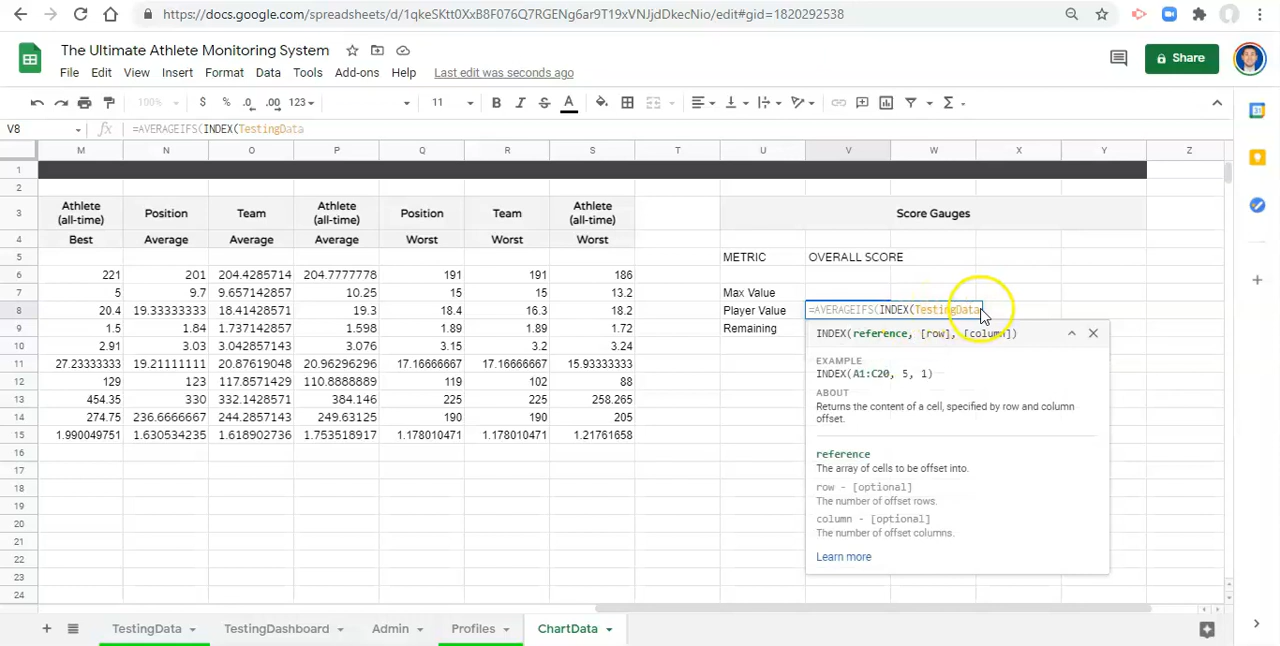 https://docs.google.com/spreadsheets/d/1qkeSKtt0XxB8F076Q7RGENg6ar9T19xVNJjdDkecNio/edit#gid=1820292538
The Ultimate Athlete Monitoring System
Share
File Edit View Insert Format Data Tools Add-ons Help Last edit was seconds ago
100% $ % .0 .00 123 11 B I S A Σ
V8 fx =AVERAGEIFS(INDEX(TestingData
M N O P Q R S T U V W X Y Z
1
2
3 Athlete (all-time) Position Team Athlete (all-time) Position Team Athlete (all-time) Score Gauges
4 Best Average Average Average Worst Worst Worst
5 METRIC OVERALL SCORE
6 221 201 204.4285714 204.7777778 191 191 186
7 5 9.7 9.657142857 10.25 15 15 13.2 Max Value
8 20.4 19.33333333 18.41428571 19.3 18.4 16.3 18.2 Player Value =AVERAGEIFS(INDEX(TestingData
9 1.5 1.84 1.737142857 1.598 1.89 1.89 1.72 Remaining INDEX(reference, [row], [column])
10 2.91 3.03 3.042857143 3.076 3.15 3.2 3.24
EXAMPLE
11 27.23333333 19.21111111 20.87619048 20.96296296 17.16666667 17.16666667 15.93333333 INDEX(A1:C20, 5, 1)
12 129 123 117.8571429 110.8888889 119 102 88 ABOUT
13 454.35 330 332.1428571 384.146 225 225 258.265 Returns the content of a cell, specified by row and column
14 274.75 236.6666667 244.2857143 249.63125 190 190 205 offset.
15 1.990049751 1.630534235 1.618902736 1.753518917 1.178010471 1.178010471 1.21761658
16 reference
17 The array of cells to be offset into.
18 row - [optional]
19 The number of offset rows.
20 column - [optional]
21 The number of offset columns.
22 Learn more
23
24
TestingData TestingDashboard Admin Profiles ChartData